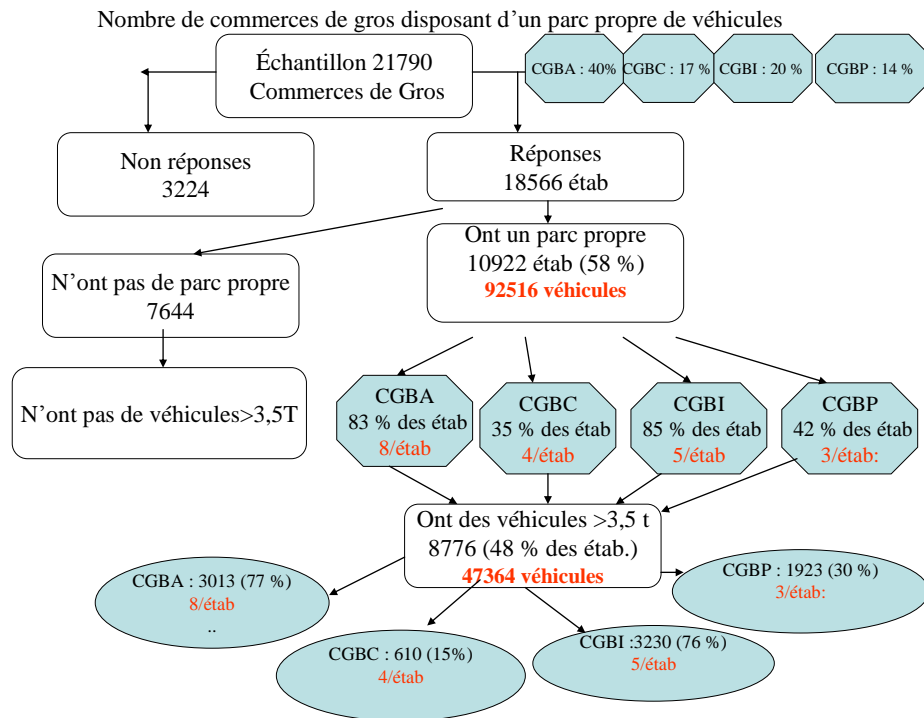 Nombre de commerces de gros disposant d'un parc propre de véhicules
Échantillon 21790
Commerces de Gros
CGBA : 40%
CGBC : 17 %
CGBI : 20 %
CGBP : 14 %
Non réponses
3224
Réponses
18566 étab
N'ont pas de parc propre
7644
Ont un parc propre
10922 étab (58 %)
92516 véhicules
N'ont pas de véhicules>3,5T
CGBA
83 % des étab
8/étab
CGBC
35 % des étab
4/étab
CGBI
85 % des étab
5/étab
CGBP
42 % des étab
3/étab:
Ont des véhicules >3,5 t
8776 (48 % des étab.)
47364 véhicules
CGBA : 3013 (77 %)
8/étab
..
CGBC : 610 (15%)
4/étab
CGBI :3230 (76 %)
5/étab
CGBP : 1923 (30 %)
3/étab: